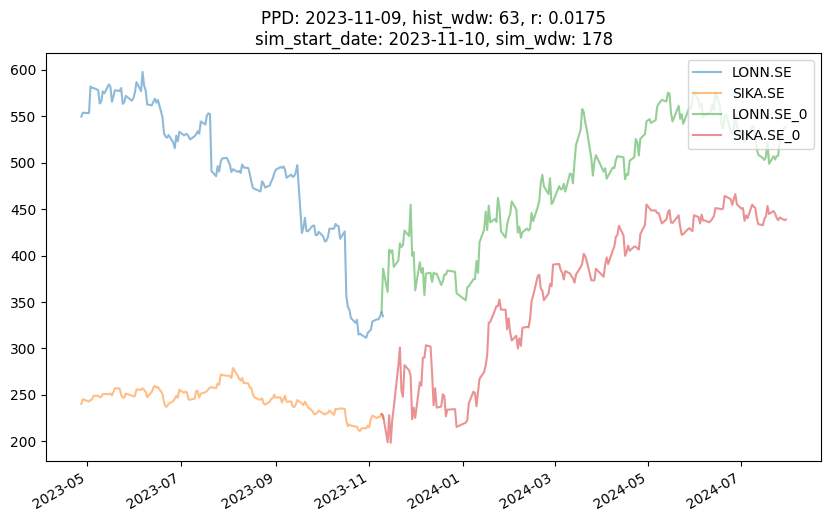 PPD: 2023-11-09, hist_wdw: 63, r: 0.0175
sim_start_date: 2023-11-10, sim_wdw: 178
LONN.SE
SIKA.SE
LONN.SE_0
SIKA.SE_0
600
550
500
450
400
350
300
250
200
2023-05
2023-07
2023-09
2023-11
2024-01
2024-03
2024-05
2024-07